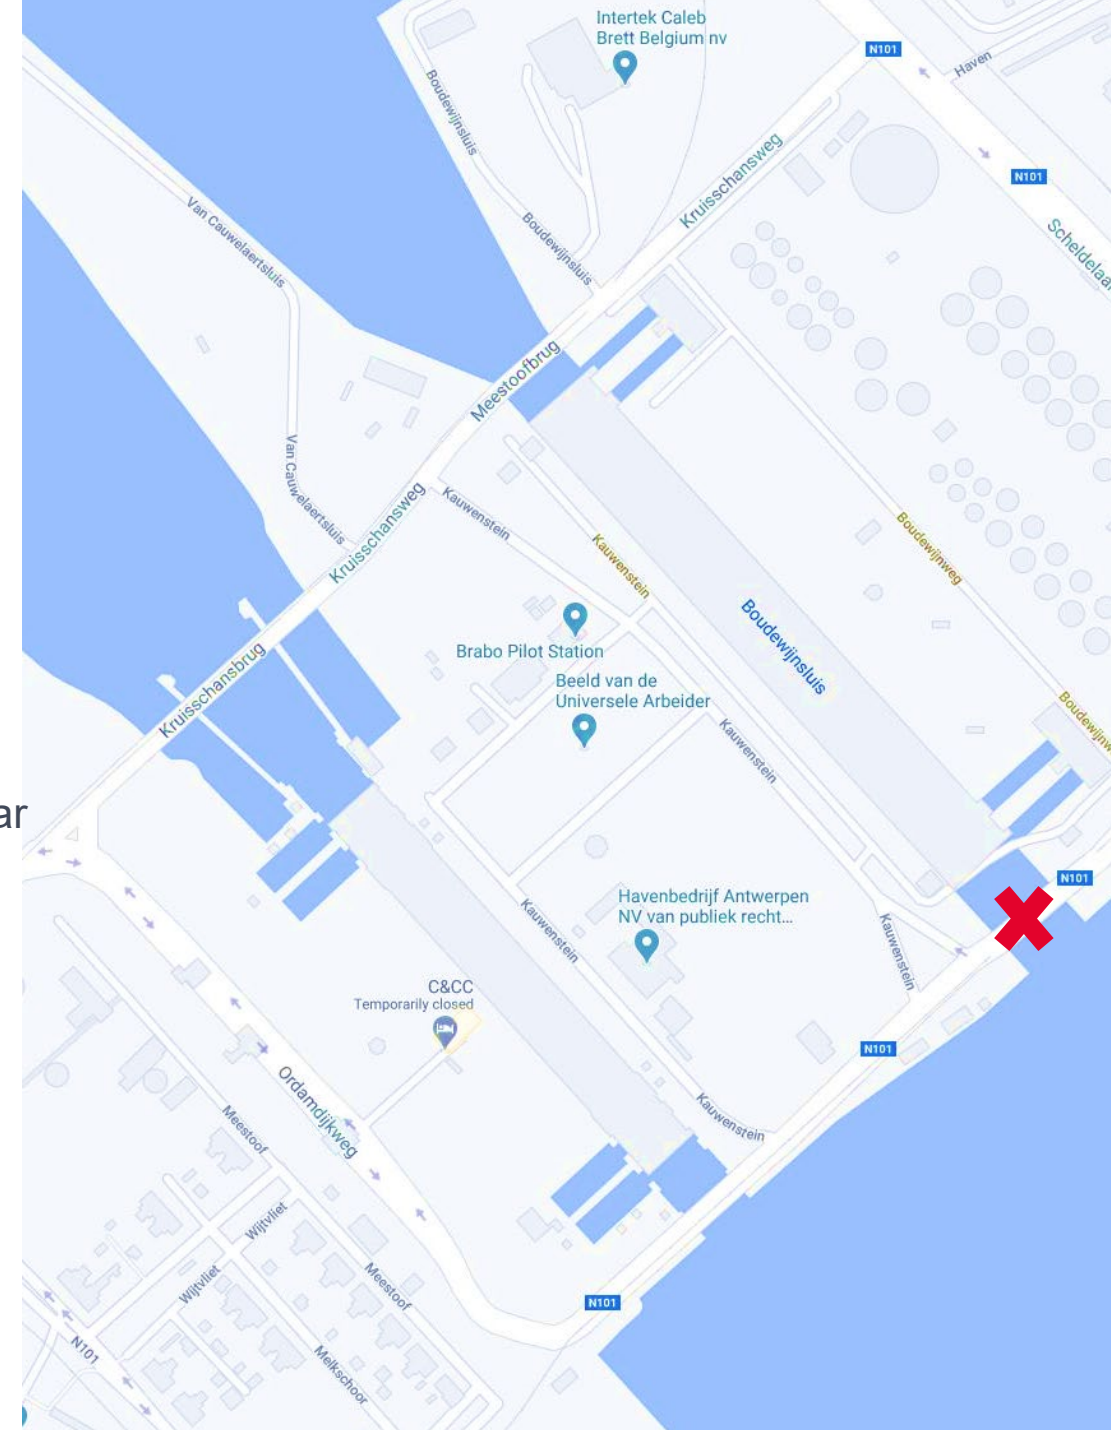 Intertek Caleb
Brett Belgium nv
N101
Haven
Boudewijnsluis
Kruisschansweg
N101
Van Cauwelaertsluis
Boudewijnsluis
Scheldelaan
Meestoofbrug
Van Cauwelaertsluis
Kruisschansweg
Kauwenstein
Kauwenstein
Boudewijnweg
Boudewijnsluis
Brabo Pilot Station
Beeld van de
Universele Arbeider
Kruisschansbrug
Kauwenstein
Boudewijnw
ar
Havenbedrijf Antwerpen
NV van publiek recht...
N101
Kauwenstein
Kauwenstein
C&CC
Temporarily closed
N101
Ordamdijkweg
Meestoof
Kauwenstein
Wijtvliet
Wijtvliet
Meestoof
N101
N101
Melkschoor